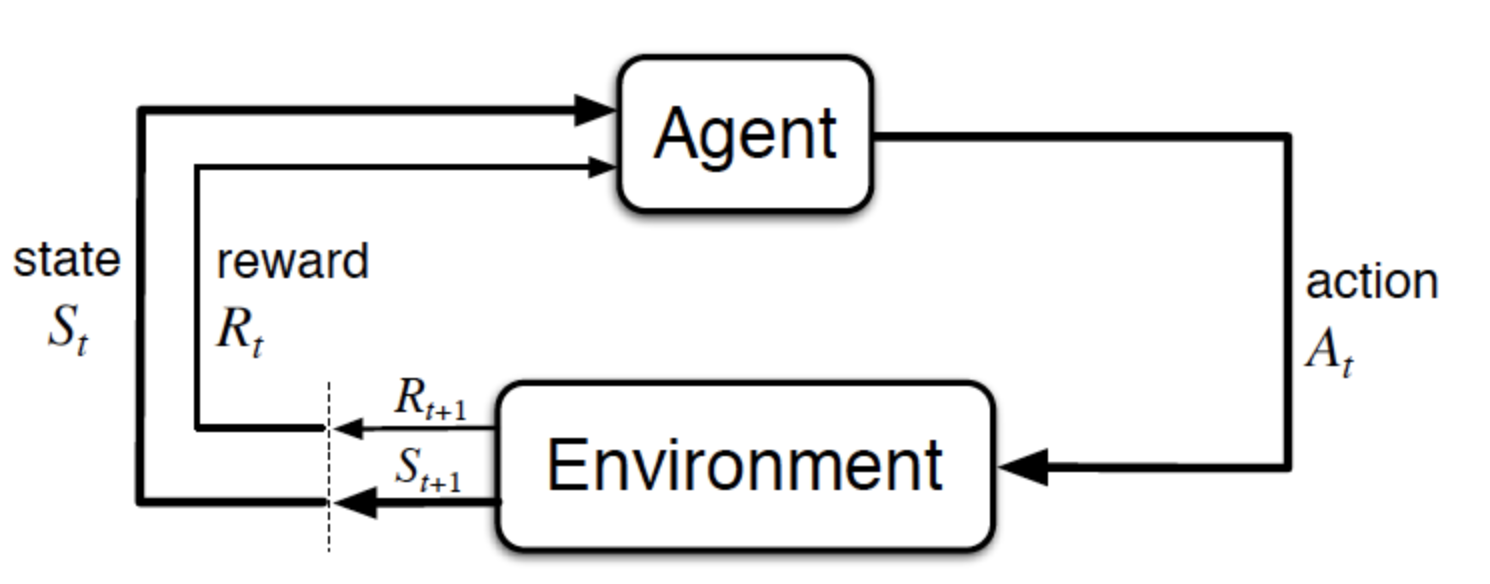 Agent
state
S_t
reward
R_t
action
A_t
R_{t+1}
S_{t+1}
Environment